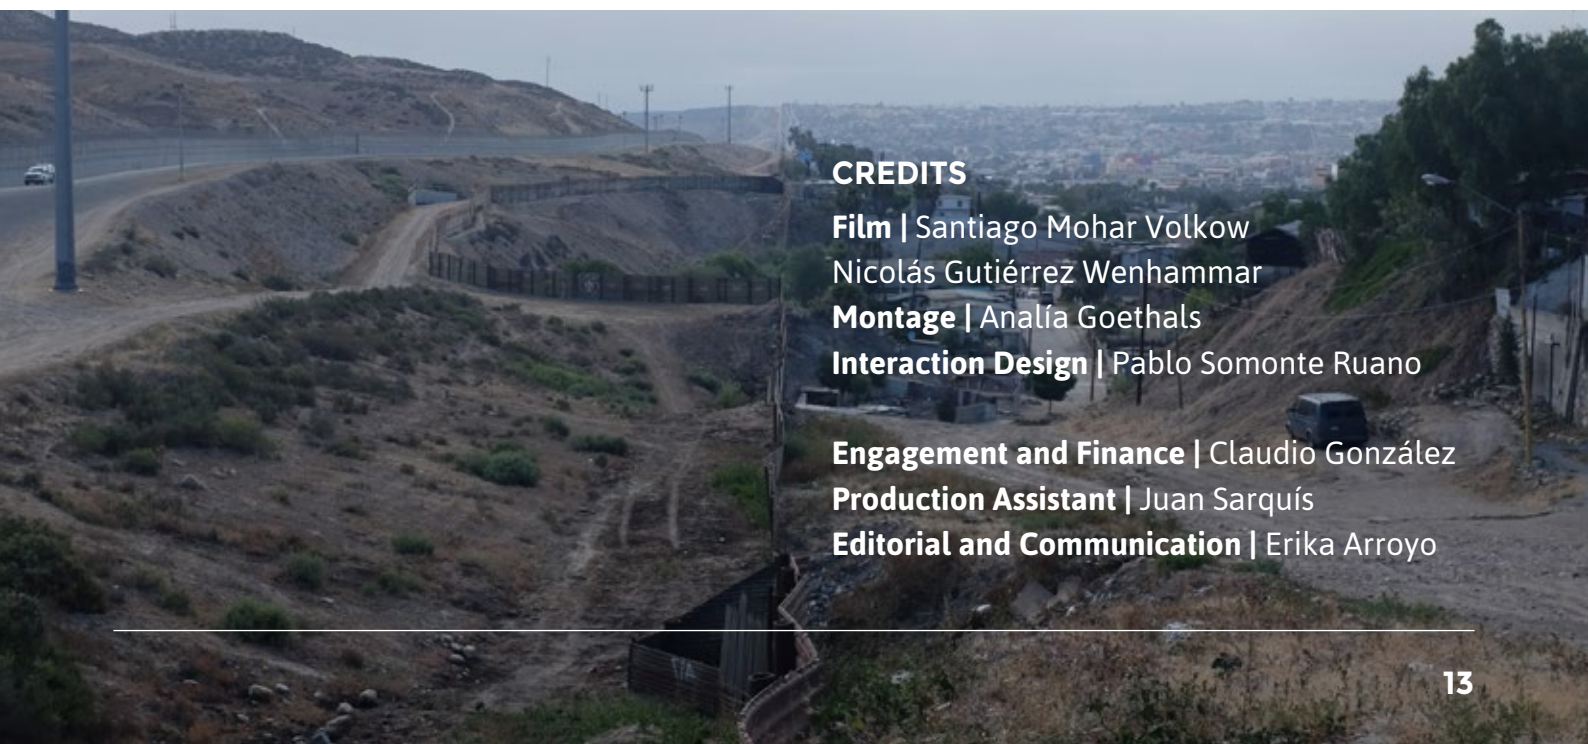 CREDITS
Film | Santiago Mohar Volkow
Nicolás Gutiérrez Wenhammar
Montage | Analía Goethals
Interaction Design | Pablo Somonte Ruano
Engagement and Finance | Claudio González
Production Assistant | Juan Sarquís
Editorial and Communication | Erika Arroyo
13